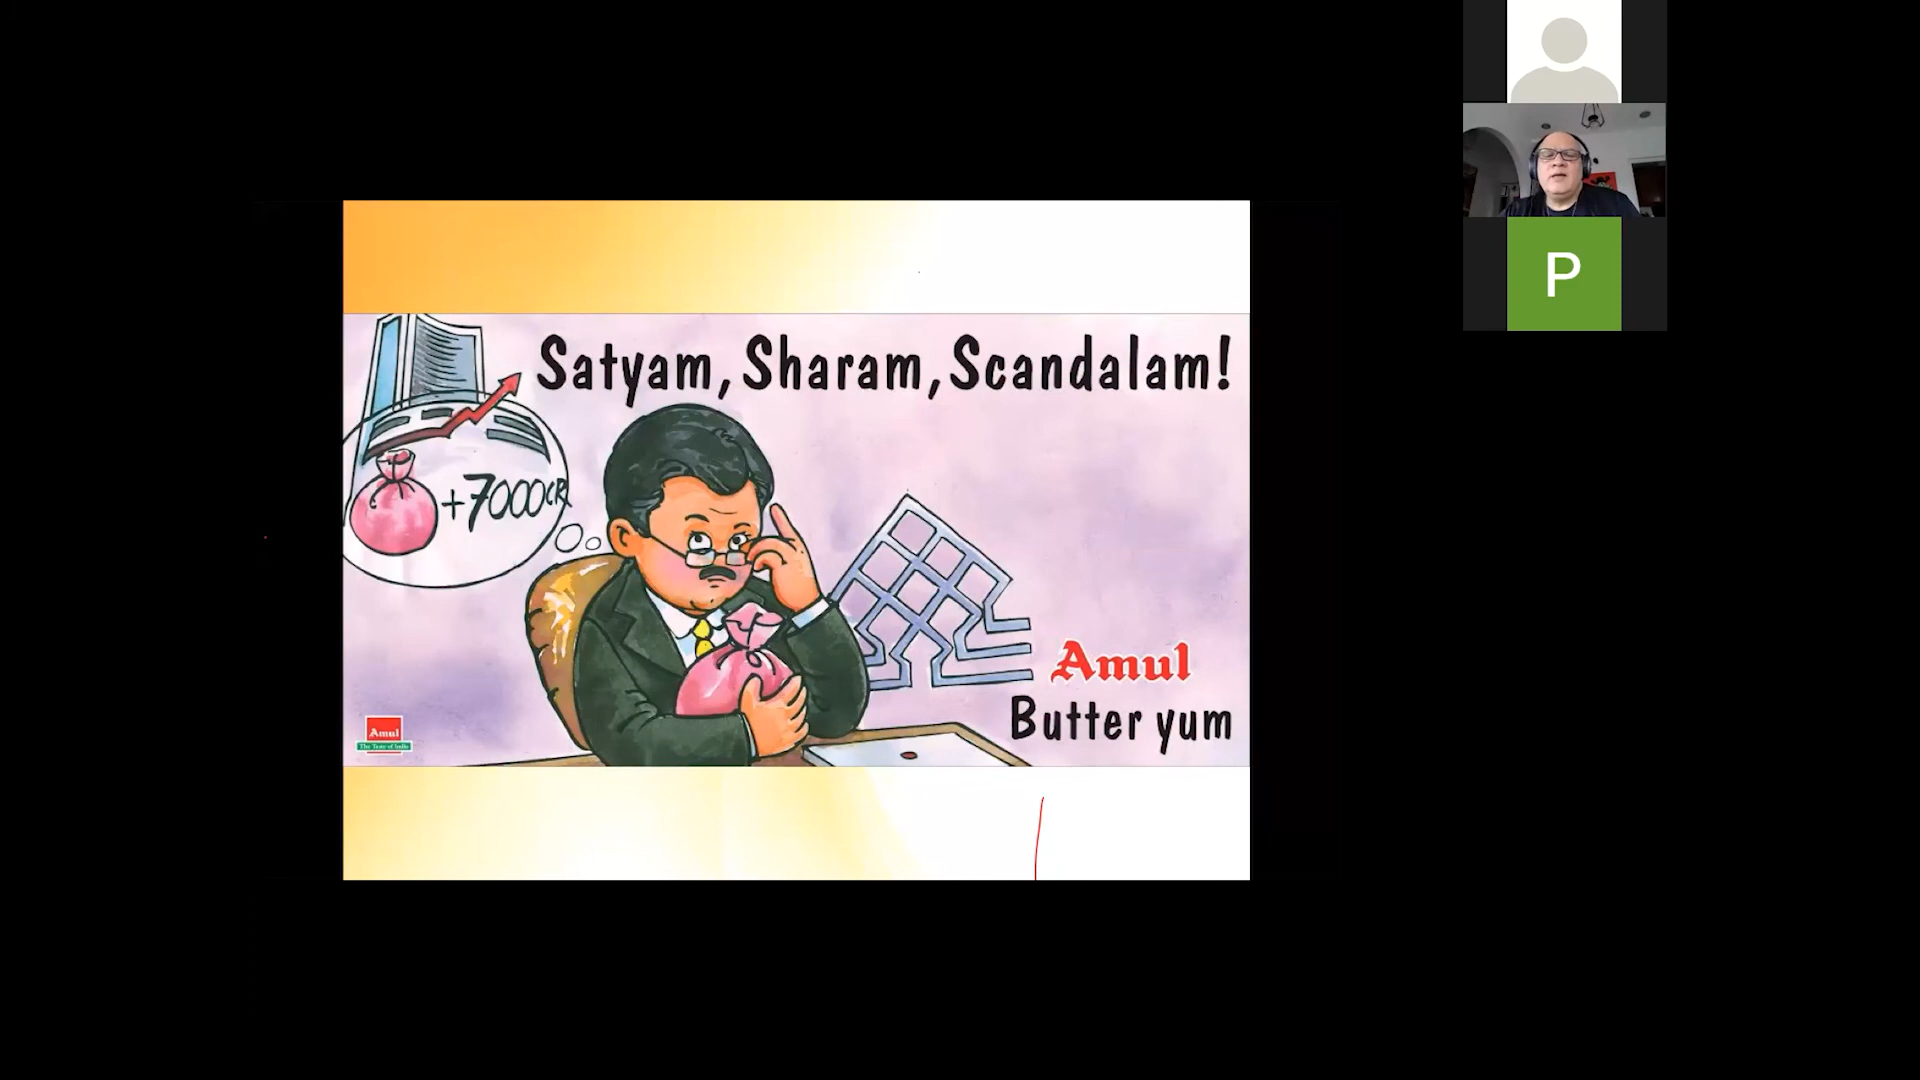 Satyam, Sharam, Scandalam!
+7000CR
Amul
Butter yum
Amul
The Taste of India
P